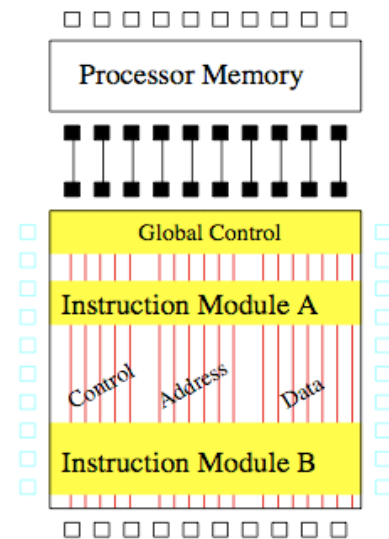 Processor Memory
Global Control
Instruction Module A
Control
Address
Data
Instruction Module B